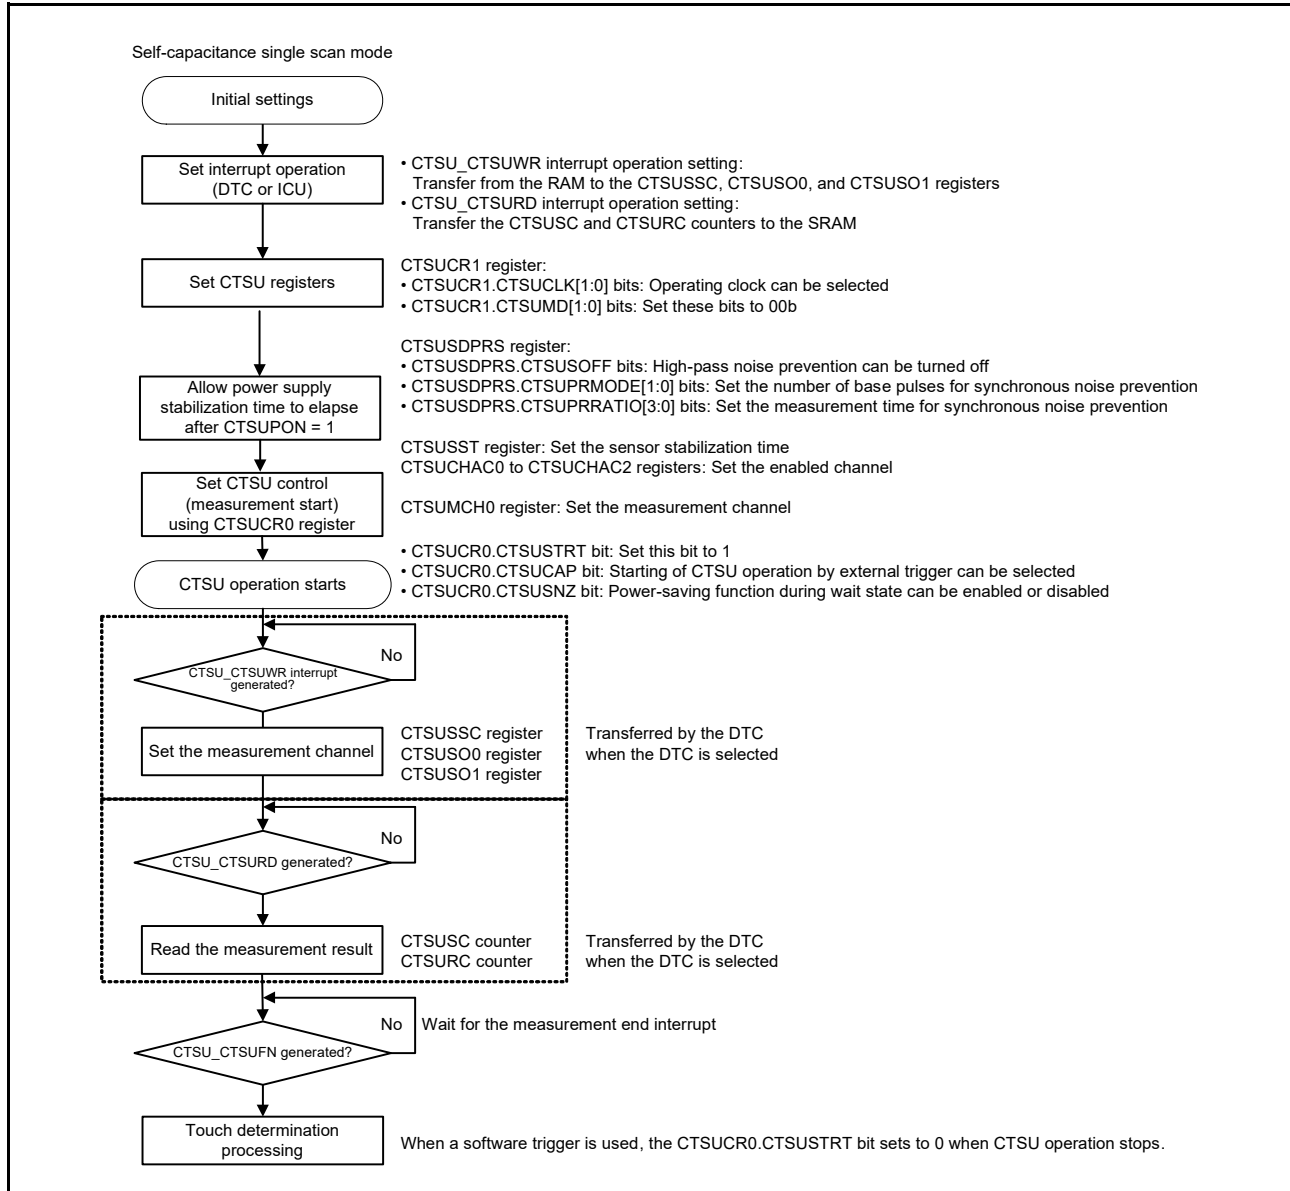 Self-capacitance single scan mode
Initial settings
Set interrupt operation
(DTC or ICU)
• CTSU_CTSUWR interrupt operation setting:
Transfer from the RAM to the CTSUSSC, CTSUSO0, and CTSUSO1 registers
• CTSU_CTSURD interrupt operation setting:
Transfer the CTSUSC and CTSURC counters to the SRAM
Set CTSU registers
CTSUCR1 register:
• CTSUCR1.CTSUCLK[1:0] bits: Operating clock can be selected
• CTSUCR1.CTSUMD[1:0] bits: Set these bits to 00b
CTSUSDPRS register:
• CTSUSDPRS.CTSUSOFF bits: High-pass noise prevention can be turned off
• CTSUSDPRS.CTSUPRMODE[1:0] bits: Set the number of base pulses for synchronous noise prevention
• CTSUSDPRS.CTSUPRRATIO[3:0] bits: Set the measurement time for synchronous noise prevention
Allow power supply
stabilization time to elapse
after CTSUPON = 1
CTSUSST register: Set the sensor stabilization time
CTSUCHAC0 to CTSUCHAC2 registers: Set the enabled channel
CTSUMCH0 register: Set the measurement channel
Set CTSU control
(measurement start)
using CTSUCR0 register
• CTSUCR0.CTSUSTRT bit: Set this bit to 1
• CTSUCR0.CTSUCAP bit: Starting of CTSU operation by external trigger can be selected
• CTSUCR0.CTSUSNZ bit: Power-saving function during wait state can be enabled or disabled
CTSU operation starts
No
CTSU_CTSUWR interrupt
generated?
Set the measurement channel
CTSUSSC register
CTSUSO0 register
CTSUSO1 register
Transferred by the DTC
when the DTC is selected
No
CTSU_CTSURD generated?
Read the measurement result
CTSUSC counter
CTSURC counter
Transferred by the DTC
when the DTC is selected
No
Wait for the measurement end interrupt
CTSU_CTSUFN generated?
Touch determination
processing
When a software trigger is used, the CTSUCR0.CTSUSTRT bit sets to 0 when CTSU operation stops.